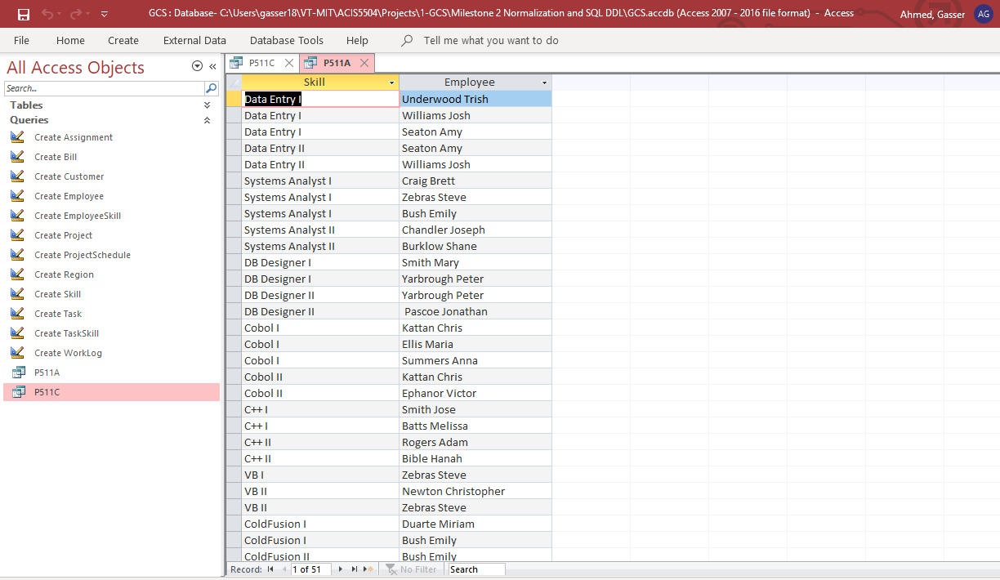 GCS : Database- C:\Users\gasser18\VT-MIT\ACIS5504\Projects\1-GCS\Milestone 2 Normalization and SQL DDL\GCS.accdb (Access 2007 - 2016 file format) - Access Ahmed, Gasser AG
File Home Create External Data Database Tools Help Tell me what you want to do
All Access Objects
Search...
Tables
Queries
Create Assignment
Create Bill
Create Customer
Create Employee
Create EmployeeSkill
Create Project
Create ProjectSchedule
Create Region
Create Skill
Create Task
Create TaskSkill
Create WorkLog
P511A
P511C
P511C P511A
Skill Employee
Data Entry I Underwood Trish
Data Entry I Williams Josh
Data Entry I Seaton Amy
Data Entry II Seaton Amy
Data Entry II Williams Josh
Systems Analyst I Craig Brett
Systems Analyst I Zebras Steve
Systems Analyst I Bush Emily
Systems Analyst II Chandler Joseph
Systems Analyst II Burklow Shane
DB Designer I Smith Mary
DB Designer I Yarbrough Peter
DB Designer II Yarbrough Peter
DB Designer II Pascoe Jonathan
Cobol I Kattan Chris
Cobol I Ellis Maria
Cobol I Summers Anna
Cobol II Kattan Chris
Cobol II Ephanor Victor
C++ I Smith Jose
C++ I Batts Melissa
C++ II Rogers Adam
C++ II Bible Hanah
VB I Zebras Steve
VB II Newton Christopher
VB II Zebras Steve
ColdFusion I Duarte Miriam
ColdFusion I Bush Emily
ColdFusion II Bush Emily
Record: 1 of 51 No Filter Search